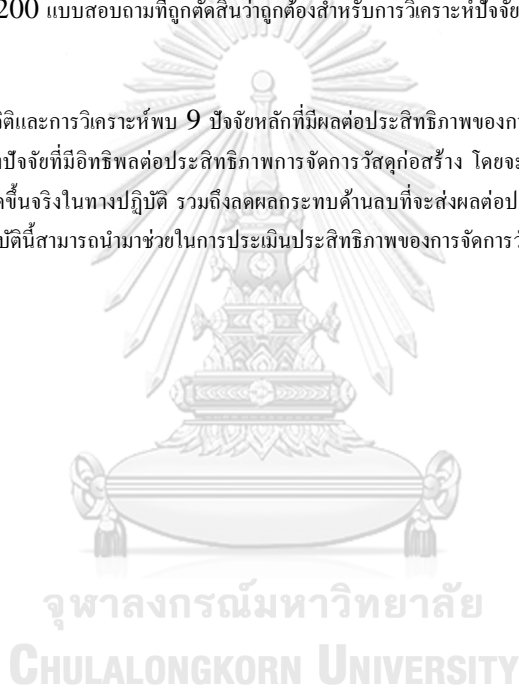 200 แบบสอบถามที่ถูกตัดสินว่าถูกต้องสำหรับการวิเคราะห์ปัจจัย
ิติและการวิเคราะห์พบ 9 ปัจจัยหลักที่มีผลต่อประสิทธิภาพของกา
ปัจจัยที่มีอิทธิพลต่อประสิทธิภาพการจัดการวัสดุก่อสร้าง โดยจะ
ขึ้นจริงในทางปฏิบัติ รวมถึงลดผลกระทบด้านลบที่จะส่งผลต่อป
บัตินี้สามารถนำมาช่วยในการประเมินประสิทธิภาพของการจัดการวั
จุฬาลงกรณ์มหาวิทยาลัย
CHULALONGKORN UNIVERSITY